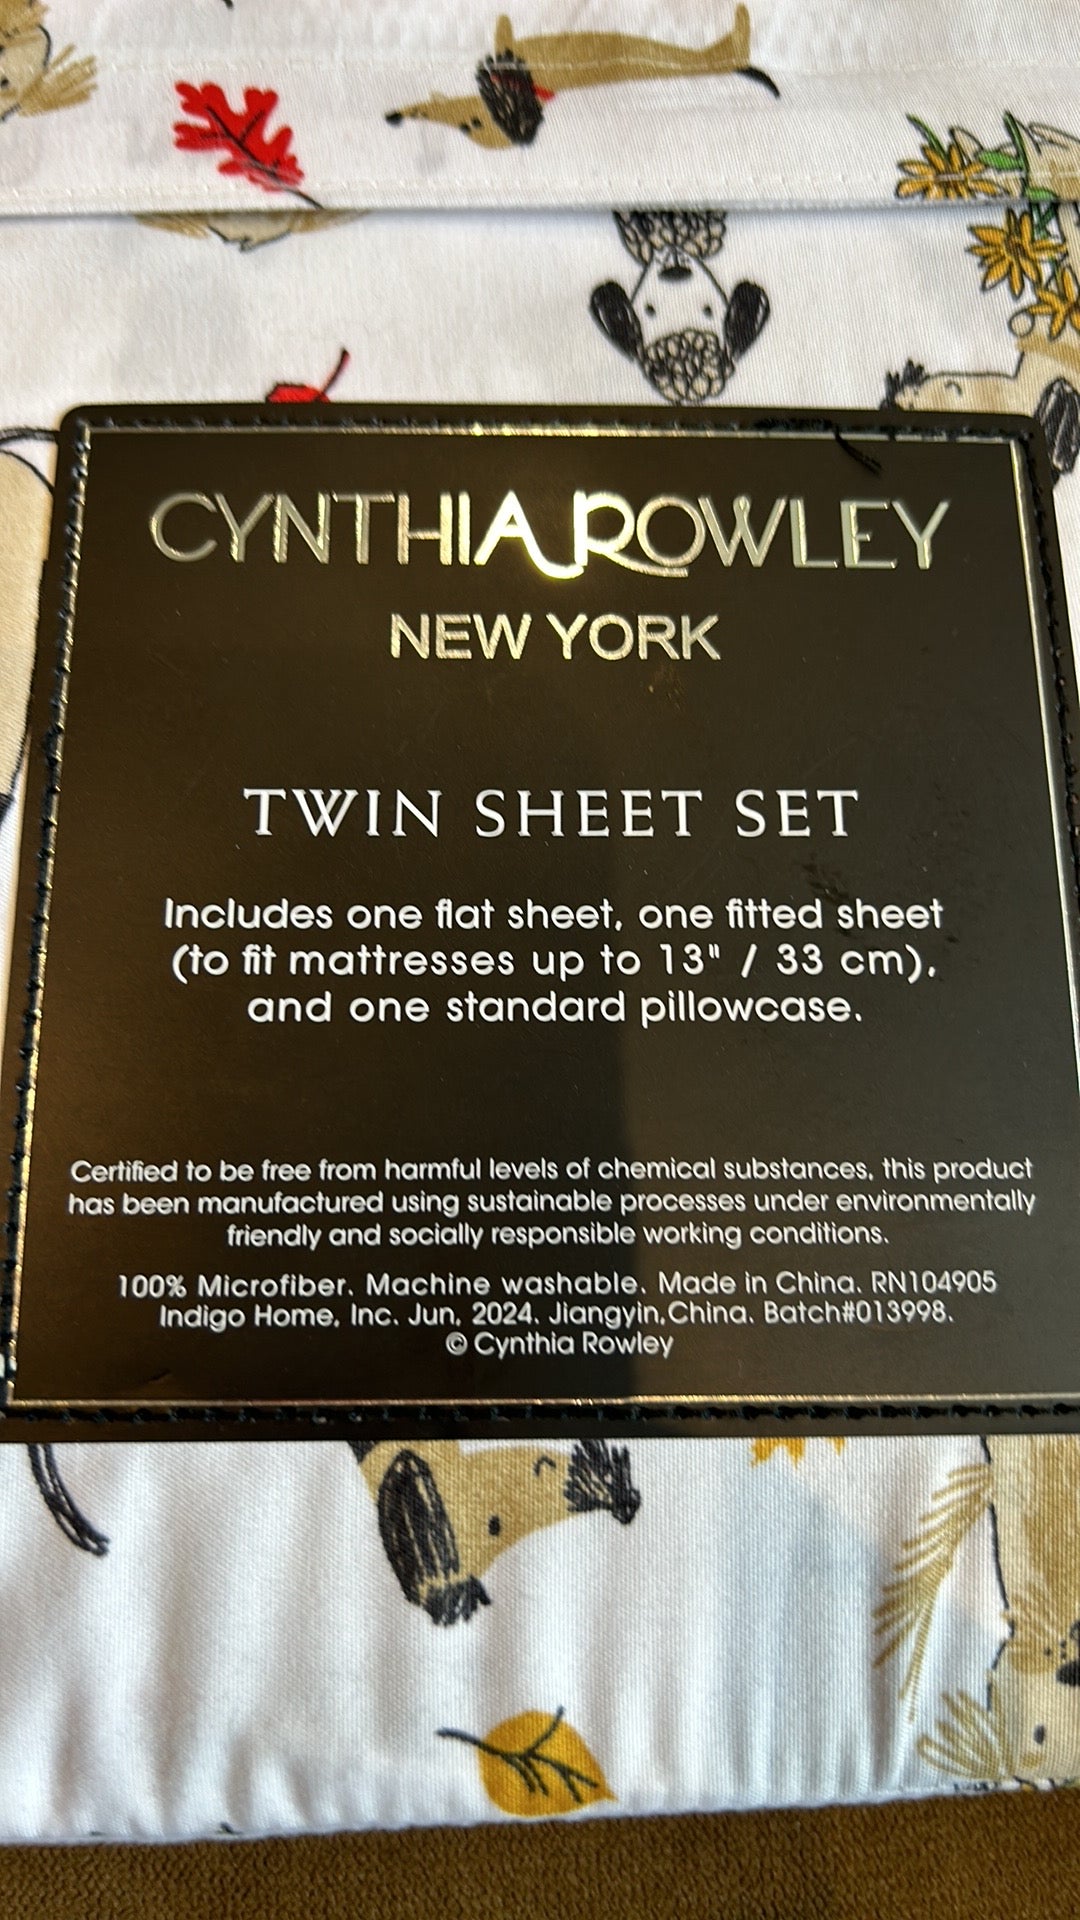 CYNTHIA ROWLEY
NEW YORK
TWIN SHEET SET
Includes one flat sheet, one fitted sheet
(to fit mattresses up to 13" / 33 cm),
and one standard pillowcase.
Certified to be free from harmful levels of chemical substances, this product
has been manufactured using sustainable processes under environmentally
friendly and socially responsible working conditions.
100% Microfiber. Machine washable. Made in China. RN104905
Indigo Home, Inc. Jun, 2024. Jiangyin,China. Batch#013998.
© Cynthia Rowley